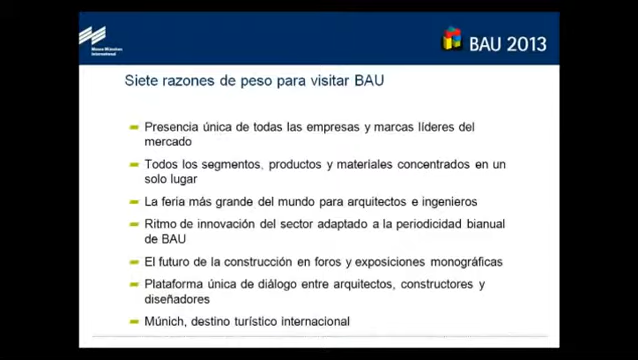 Messe München
International
BAU 2013
Siete razones de peso para visitar BAU
Presencia única de todas las empresas y marcas líderes del
mercado
Todos los segmentos, productos y materiales concentrados en un
solo lugar
La feria más grande del mundo para arquitectos e ingenieros
Ritmo de innovación del sector adaptado a la periodicidad bianual
de BAU
El futuro de la construcción en foros y exposiciones monográficas
Plataforma única de diálogo entre arquitectos, constructores y
diseñadores
Múnich, destino turístico internacional